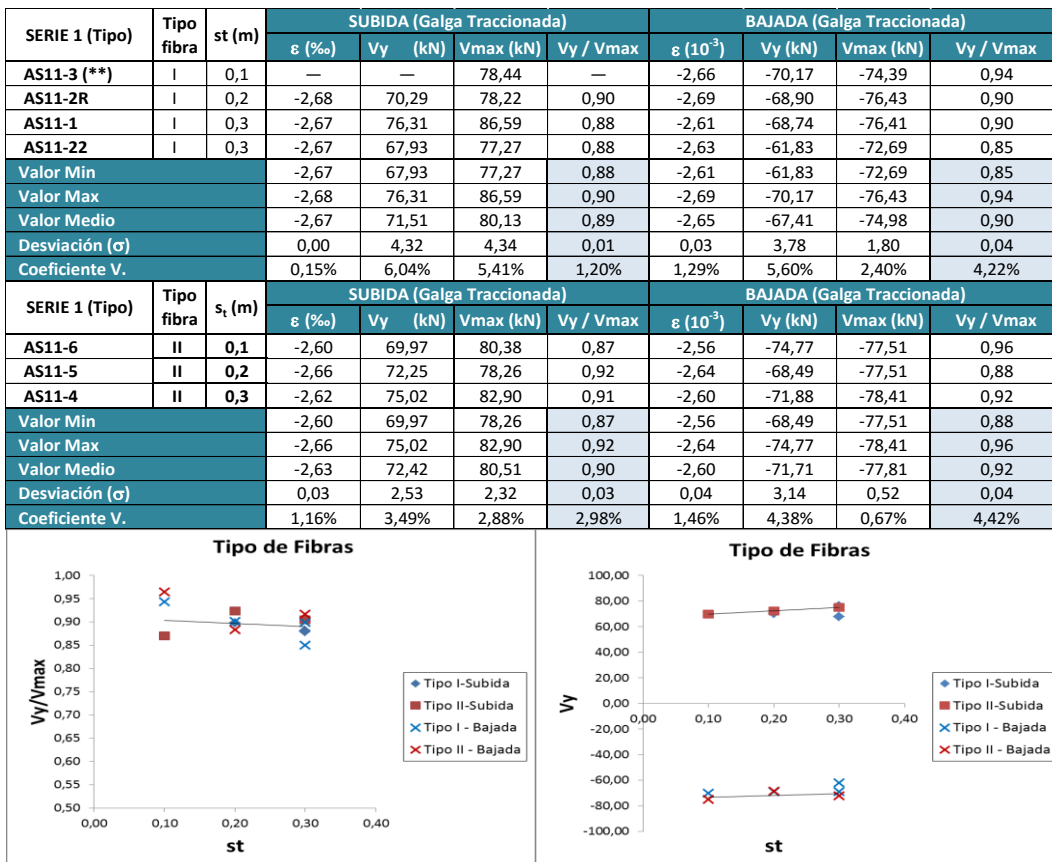 SERIE 1 (Tipo) Tipo fibra st (m) SUBIDA (Galga Traccionada) BAJADA (Galga Traccionada)
ε (‰) Vy (kN) Vmax (kN) Vy / Vmax ε (10⁻³) Vy (kN) Vmax (kN) Vy / Vmax
AS11-3 (**) I 0,1 — — 78,44 — -2,66 -70,17 -74,39 0,94
AS11-2R I 0,2 -2,68 70,29 78,22 0,90 -2,69 -68,90 -76,43 0,90
AS11-1 I 0,3 -2,67 76,31 86,59 0,88 -2,61 -68,74 -76,41 0,90
AS11-22 I 0,3 -2,67 67,93 77,27 0,88 -2,63 -61,83 -72,69 0,85
Valor Min -2,67 67,93 77,27 0,88 -2,61 -61,83 -72,69 0,85
Valor Max -2,68 76,31 86,59 0,90 -2,69 -70,17 -76,43 0,94
Valor Medio -2,67 71,51 80,13 0,89 -2,65 -67,41 -74,98 0,90
Desviación (σ) 0,00 4,32 4,34 0,01 0,03 3,78 1,80 0,04
Coeficiente V. 0,15% 6,04% 5,41% 1,20% 1,29% 5,60% 2,40% 4,22%
SERIE 1 (Tipo) Tipo fibra sₜ (m) SUBIDA (Galga Traccionada) BAJADA (Galga Traccionada)
ε (‰) Vy (kN) Vmax (kN) Vy / Vmax ε (10⁻³) Vy (kN) Vmax (kN) Vy / Vmax
AS11-6 II 0,1 -2,60 69,97 80,38 0,87 -2,56 -74,77 -77,51 0,96
AS11-5 II 0,2 -2,66 72,25 78,26 0,92 -2,64 -68,49 -77,51 0,88
AS11-4 II 0,3 -2,62 75,02 82,90 0,91 -2,60 -71,88 -78,41 0,92
Valor Min -2,60 69,97 78,26 0,87 -2,56 -68,49 -77,51 0,88
Valor Max -2,66 75,02 82,90 0,92 -2,64 -74,77 -78,41 0,96
Valor Medio -2,63 72,42 80,51 0,90 -2,60 -71,71 -77,81 0,92
Desviación (σ) 0,03 2,53 2,32 0,03 0,04 3,14 0,52 0,04
Coeficiente V. 1,16% 3,49% 2,88% 2,98% 1,46% 4,38% 0,67% 4,42%
Tipo de Fibras
Vy/Vmax
1,00
0,95
0,90
0,85
0,80
0,75
0,70
0,65
0,60
0,55
0,50
0,00 0,10 0,20 0,30 0,40
st
Tipo I-Subida
Tipo II-Subida
Tipo I - Bajada
Tipo II - Bajada
Tipo de Fibras
Vy
100,00
80,00
60,00
40,00
20,00
0,00
-20,00
-40,00
-60,00
-80,00
-100,00
0,00 0,10 0,20 0,30 0,40
st
Tipo I-Subida
Tipo II-Subida
Tipo I - Bajada
Tipo II - Bajada